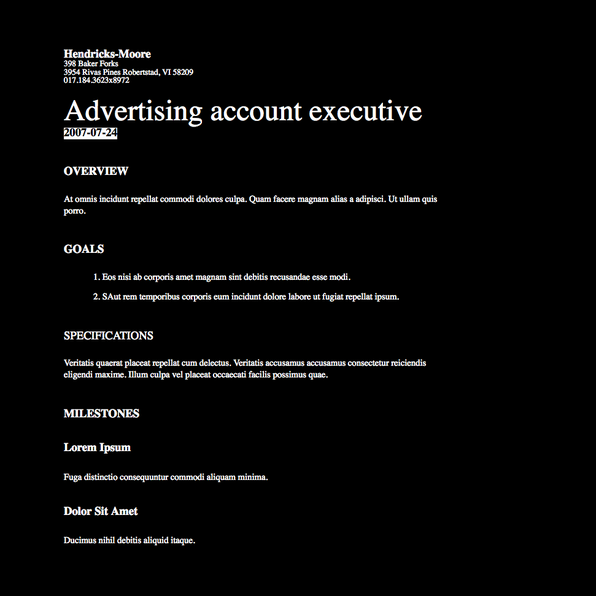 Hendricks-Moore
398 Baker Forks
3954 Rivas Pines Robertstad, VI 58209
017.184.3623x8972
Advertising account executive
2007-07-24
OVERVIEW
At omnis incidunt repellat commodi dolores culpa. Quam facere magnam alias a adipisci. Ut ullam quis
porro.
GOALS
1. Eos nisi ab corporis amet magnam sint debitis recusandae esse modi.
2. SAut rem temporibus corporis eum incidunt dolore labore ut fugiat repellat ipsum.
SPECIFICATIONS
Veritatis quaerat placeat repellat cum delectus. Veritatis accusamus accusamus consectetur reiciendis
eligendi maxime. Illum culpa vel placeat occaecati facilis possimus quae.
MILESTONES
Lorem Ipsum
Fuga distinctio consequuntur commodi aliquam minima.
Dolor Sit Amet
Ducimus nihil debitis aliquid itaque.